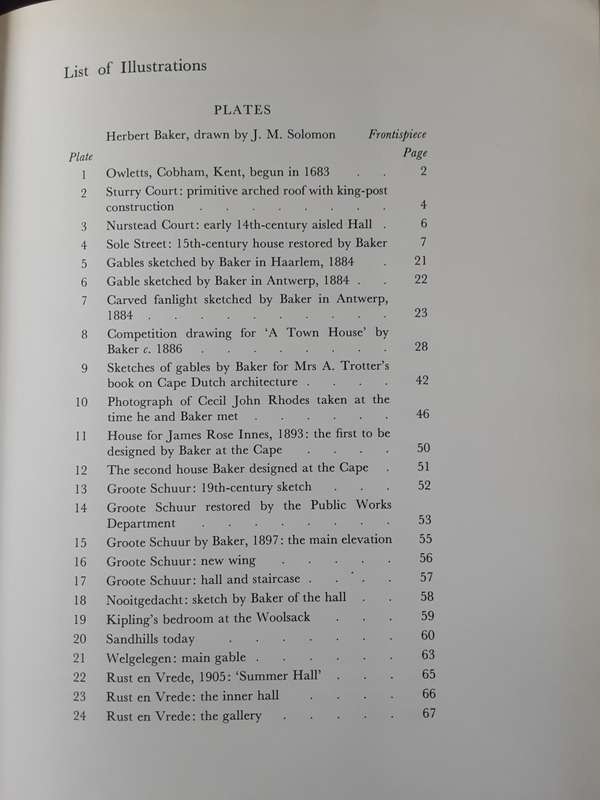 List of Illustrations
PLATES
Herbert Baker, drawn by J. M. Solomon Frontispiece
Plate Page
1 Owletts, Cobham, Kent, begun in 1683 . . 2
2 Sturry Court: primitive arched roof with king-post
construction . . . . . . . . 4
3 Nurstead Court: early 14th-century aisled Hall . 6
4 Sole Street: 15th-century house restored by Baker 7
5 Gables sketched by Baker in Haarlem, 1884 . 21
6 Gable sketched by Baker in Antwerp, 1884 . . 22
7 Carved fanlight sketched by Baker in Antwerp,
1884 . . . . . . . . . . 23
8 Competition drawing for ‘A Town House’ by
Baker c. 1886 . . . . . . . . 28
9 Sketches of gables by Baker for Mrs A. Trotter’s
book on Cape Dutch architecture . . . . 42
10 Photograph of Cecil John Rhodes taken at the
time he and Baker met . . . . . . 46
11 House for James Rose Innes, 1893: the first to be
designed by Baker at the Cape . . . . 50
12 The second house Baker designed at the Cape . 51
13 Groote Schuur: 19th-century sketch . . . 52
14 Groote Schuur restored by the Public Works
Department . . . . . . . . 53
15 Groote Schuur by Baker, 1897: the main elevation 55
16 Groote Schuur: new wing . . . . . 56
17 Groote Schuur: hall and staircase . . . . 57
18 Nooitgedacht: sketch by Baker of the hall . . 58
19 Kipling’s bedroom at the Woolsack . . . 59
20 Sandhills today . . . . . . . 60
21 Welgelegen: main gable . . . . . . 63
22 Rust en Vrede, 1905: ‘Summer Hall’ . . . 65
23 Rust en Vrede: the inner hall . . . . 66
24 Rust en Vrede: the gallery . . . . . 67